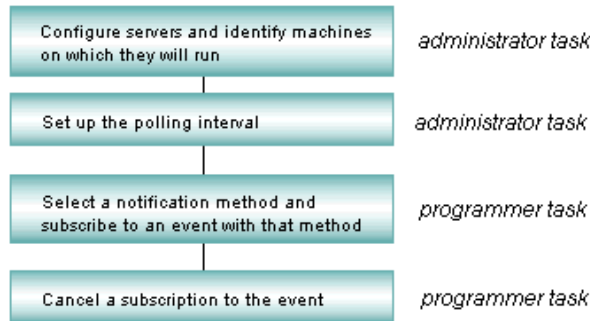 Configure servers and identify machines
on which they will run
administrator task
Set up the polling interval
administrator task
Select a notification method and
subscribe to an event with that method
programmer task
Cancel a subscription to the event
programmer task